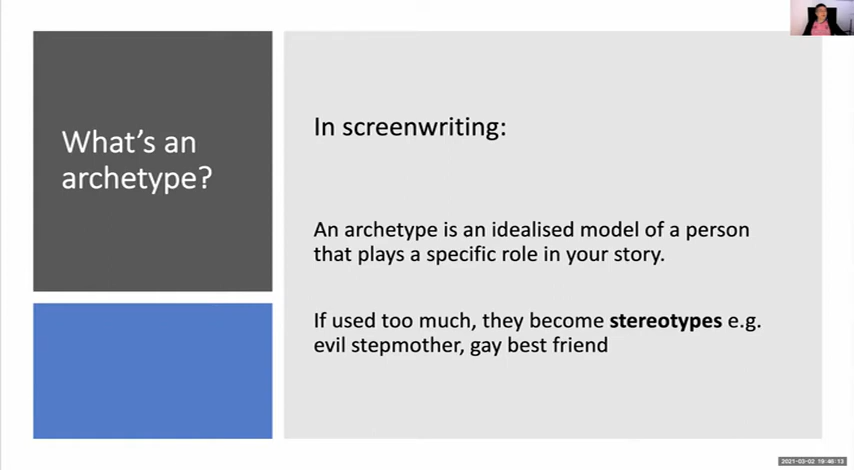 What's an
archetype?
In screenwriting:
An archetype is an idealised model of a person
that plays a specific role in your story.
If used too much, they become stereotypes e.g.
evil stepmother, gay best friend
2021-03-02 19:46:13